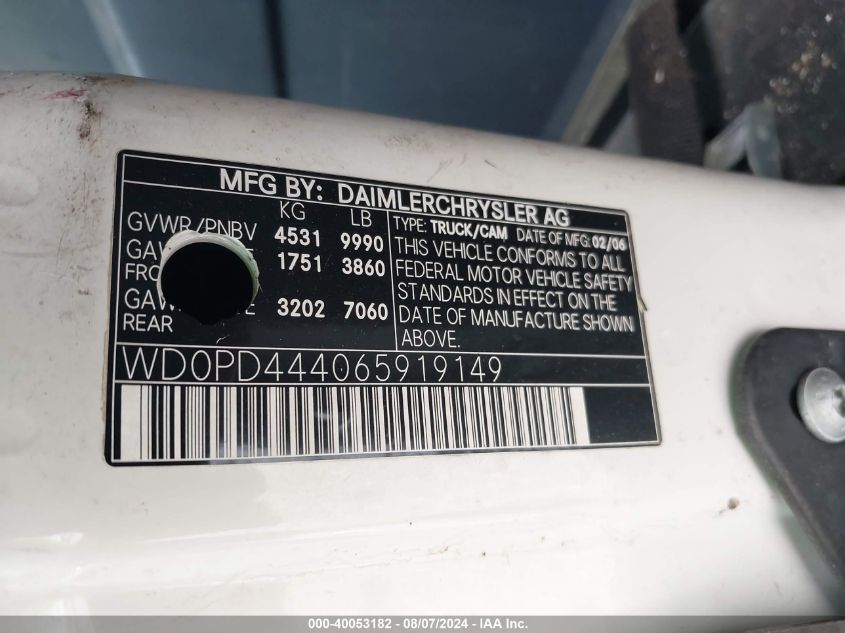 MFG BY: DAIMLERCHRYSLER AG
KG LB
GVWR/PNBV 4531 9990
1751 3860
3202 7060
REAR
TYPE: TRUCK/CAM DATE OF MFG: 02/06
THIS VEHICLE CONFORMS TO ALL
FEDERAL MOTOR VEHICLE SAFETY
STANDARDS IN EFFECT ON THE
DATE OF MANUFACTURE SHOWN
ABOVE.
WD0PD444065919149
000-40053182 - 08/07/2024 - IAA Inc.